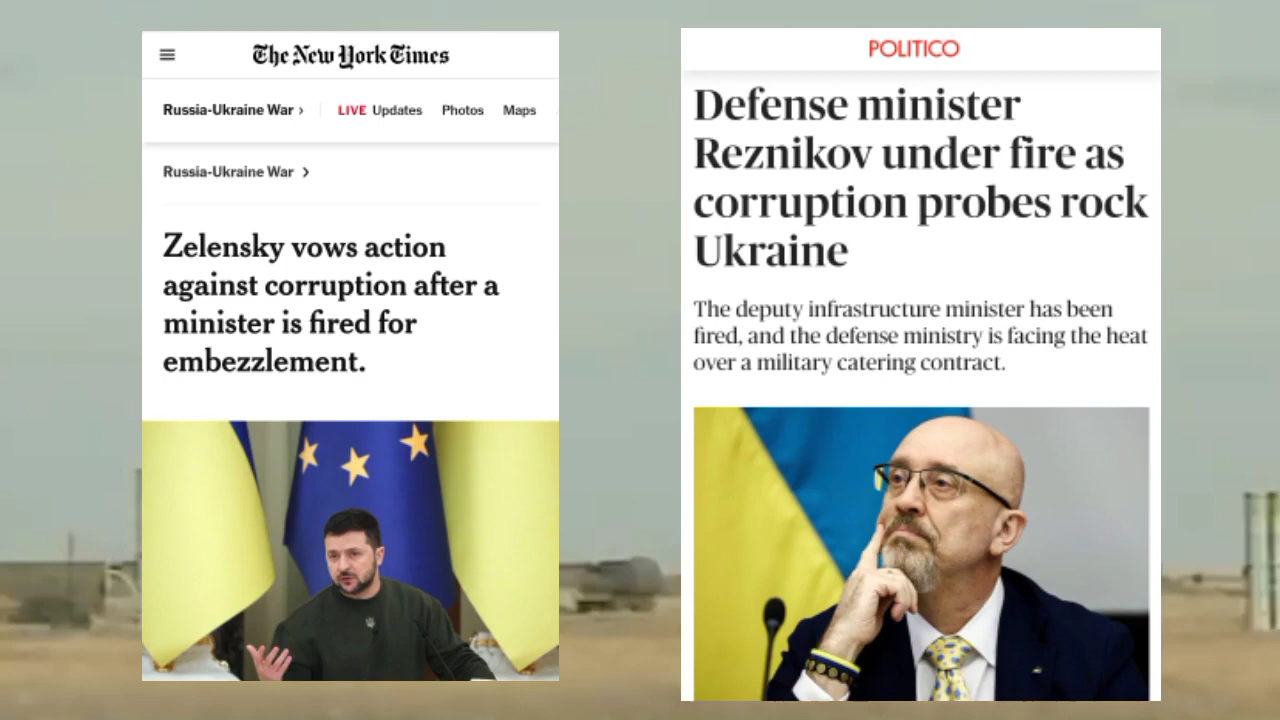 The New York Times
Russia-Ukraine War ›
LIVE Updates Photos Maps
Russia-Ukraine War >
Zelensky vows action
against corruption after a
minister is fired for
embezzlement.
POLITICO
Defense minister
Reznikov under fire as
corruption probes rock
Ukraine
The deputy infrastructure minister has been
fired, and the defense ministry is facing the heat
over a military catering contract.